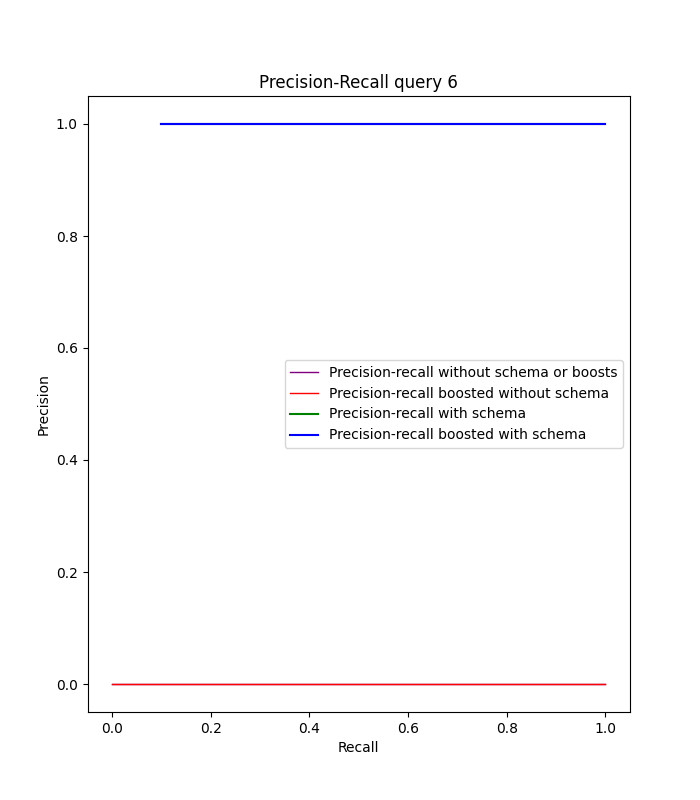 Precision-Recall query 6
1.0
0.8
0.6
0.4
0.2
0.0
Precision
Precision-recall without schema or boosts
Precision-recall boosted without schema
Precision-recall with schema
Precision-recall boosted with schema
0.0 0.2 0.4 0.6 0.8 1.0
Recall